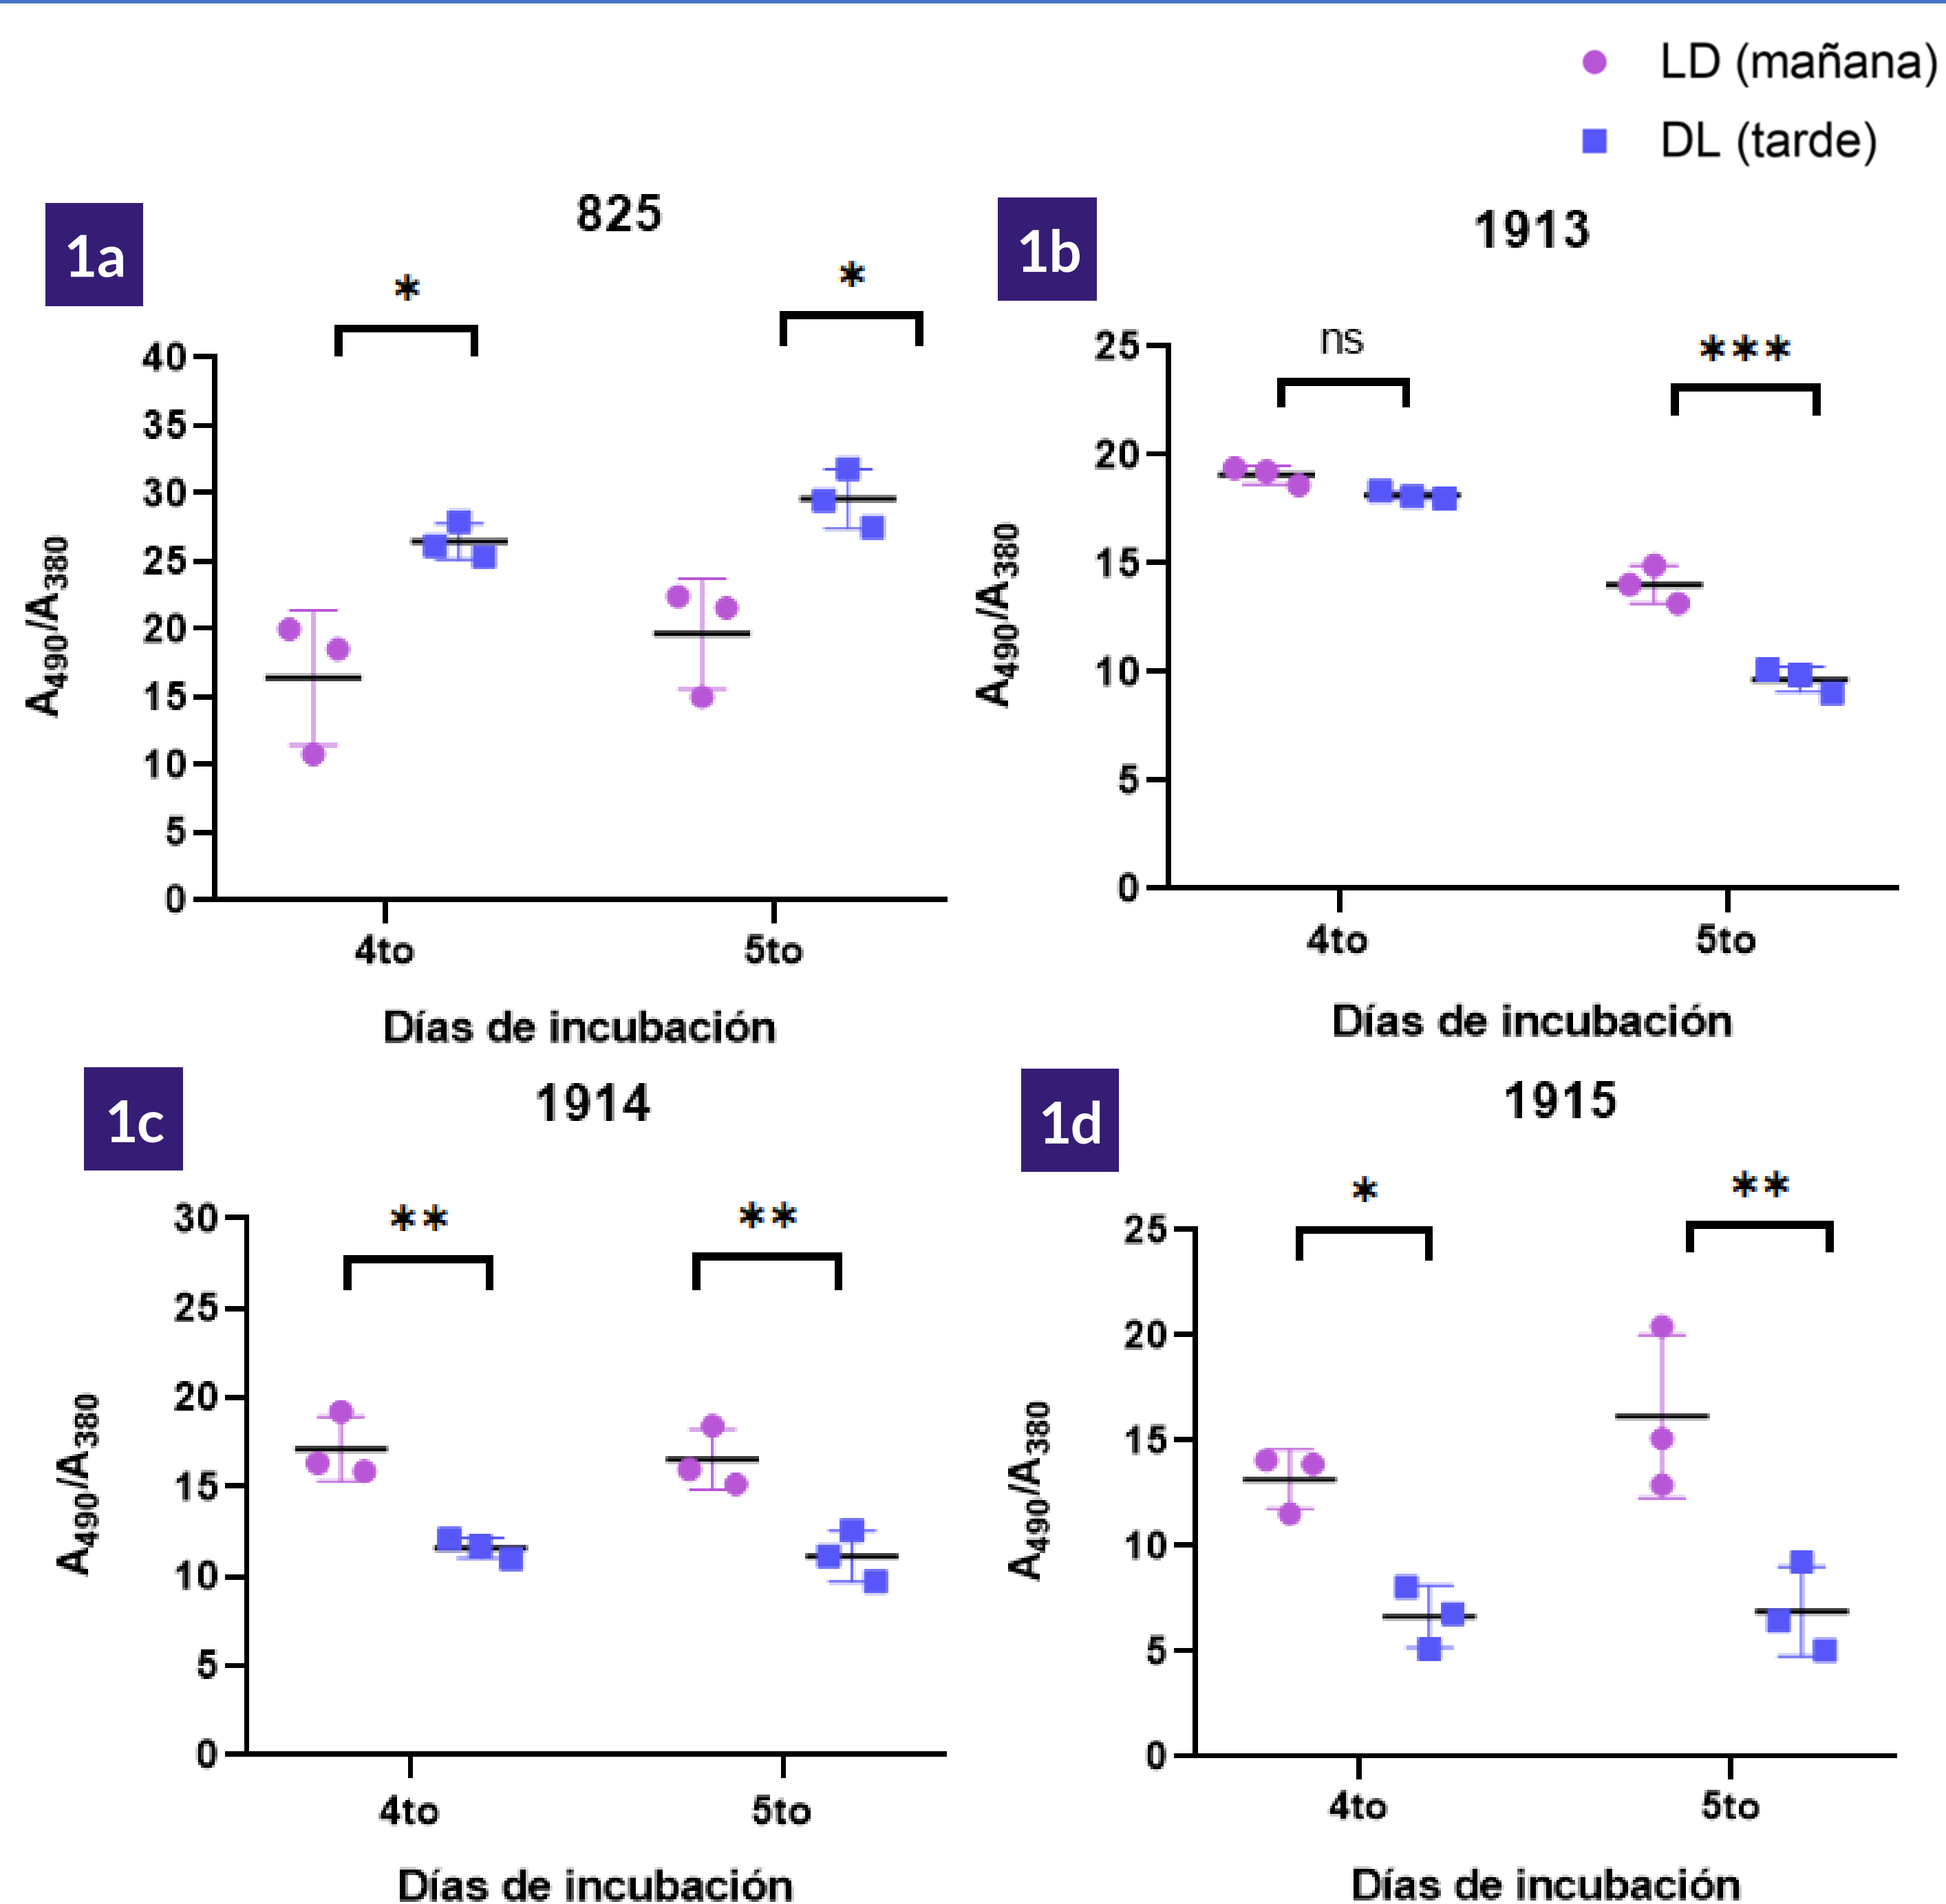 LD (mañana)
DL (tarde)
1a
825
*
*
40
35
30
25
20
15
10
5
0
A490/A380
4to
5to
Días de incubación
1b
1913
ns
***
25
20
15
10
5
0
A490/A380
4to
5to
Días de incubación
1c
1914
**
**
30
25
20
15
10
5
0
A490/A380
4to
5to
Días de incubación
1d
1915
*
**
25
20
15
10
5
0
A490/A380
4to
5to
Días de incubación